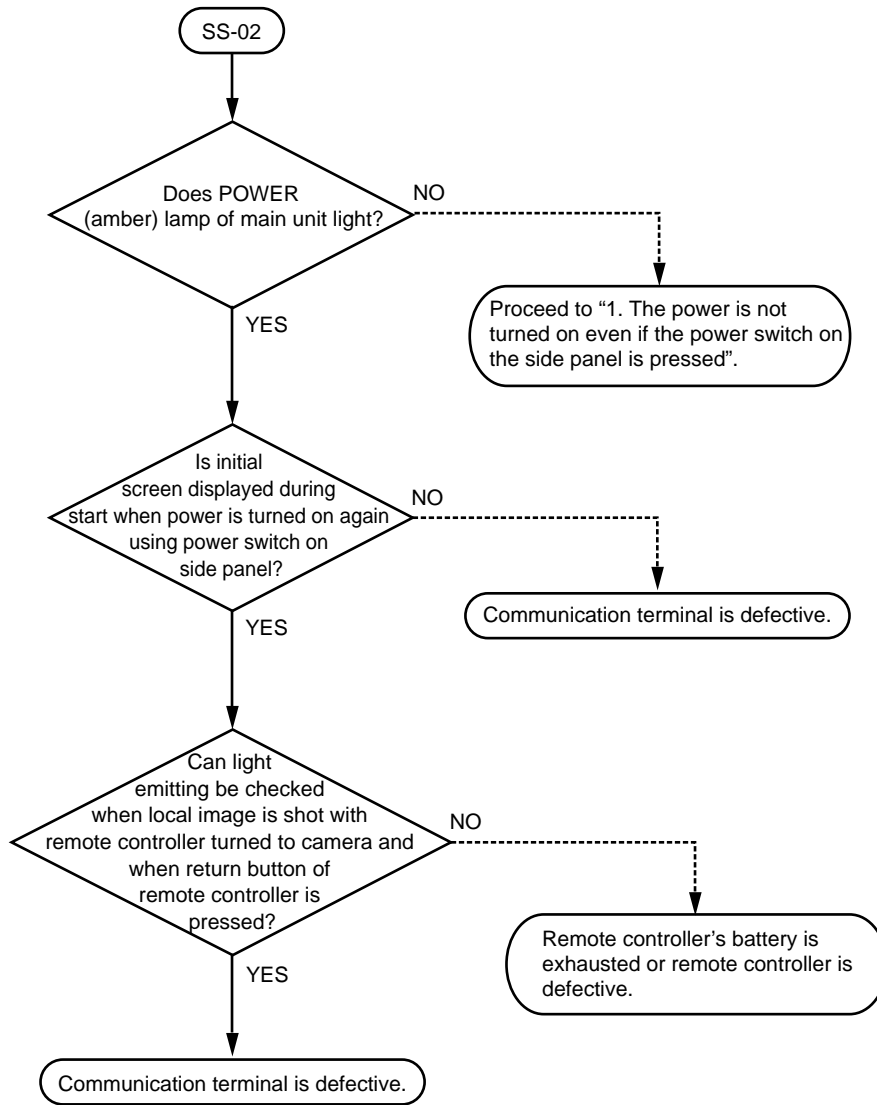 SS-02
Does POWER
(amber) lamp of main unit light?
NO
YES
Proceed to “1. The power is not
turned on even if the power switch on
the side panel is pressed”.
Is initial
screen displayed during
start when power is turned on again
using power switch on
side panel?
NO
YES
Communication terminal is defective.
Can light
emitting be checked
when local image is shot with
remote controller turned to camera and
when return button of
remote controller is
pressed?
NO
YES
Remote controller’s battery is
exhausted or remote controller is
defective.
Communication terminal is defective.